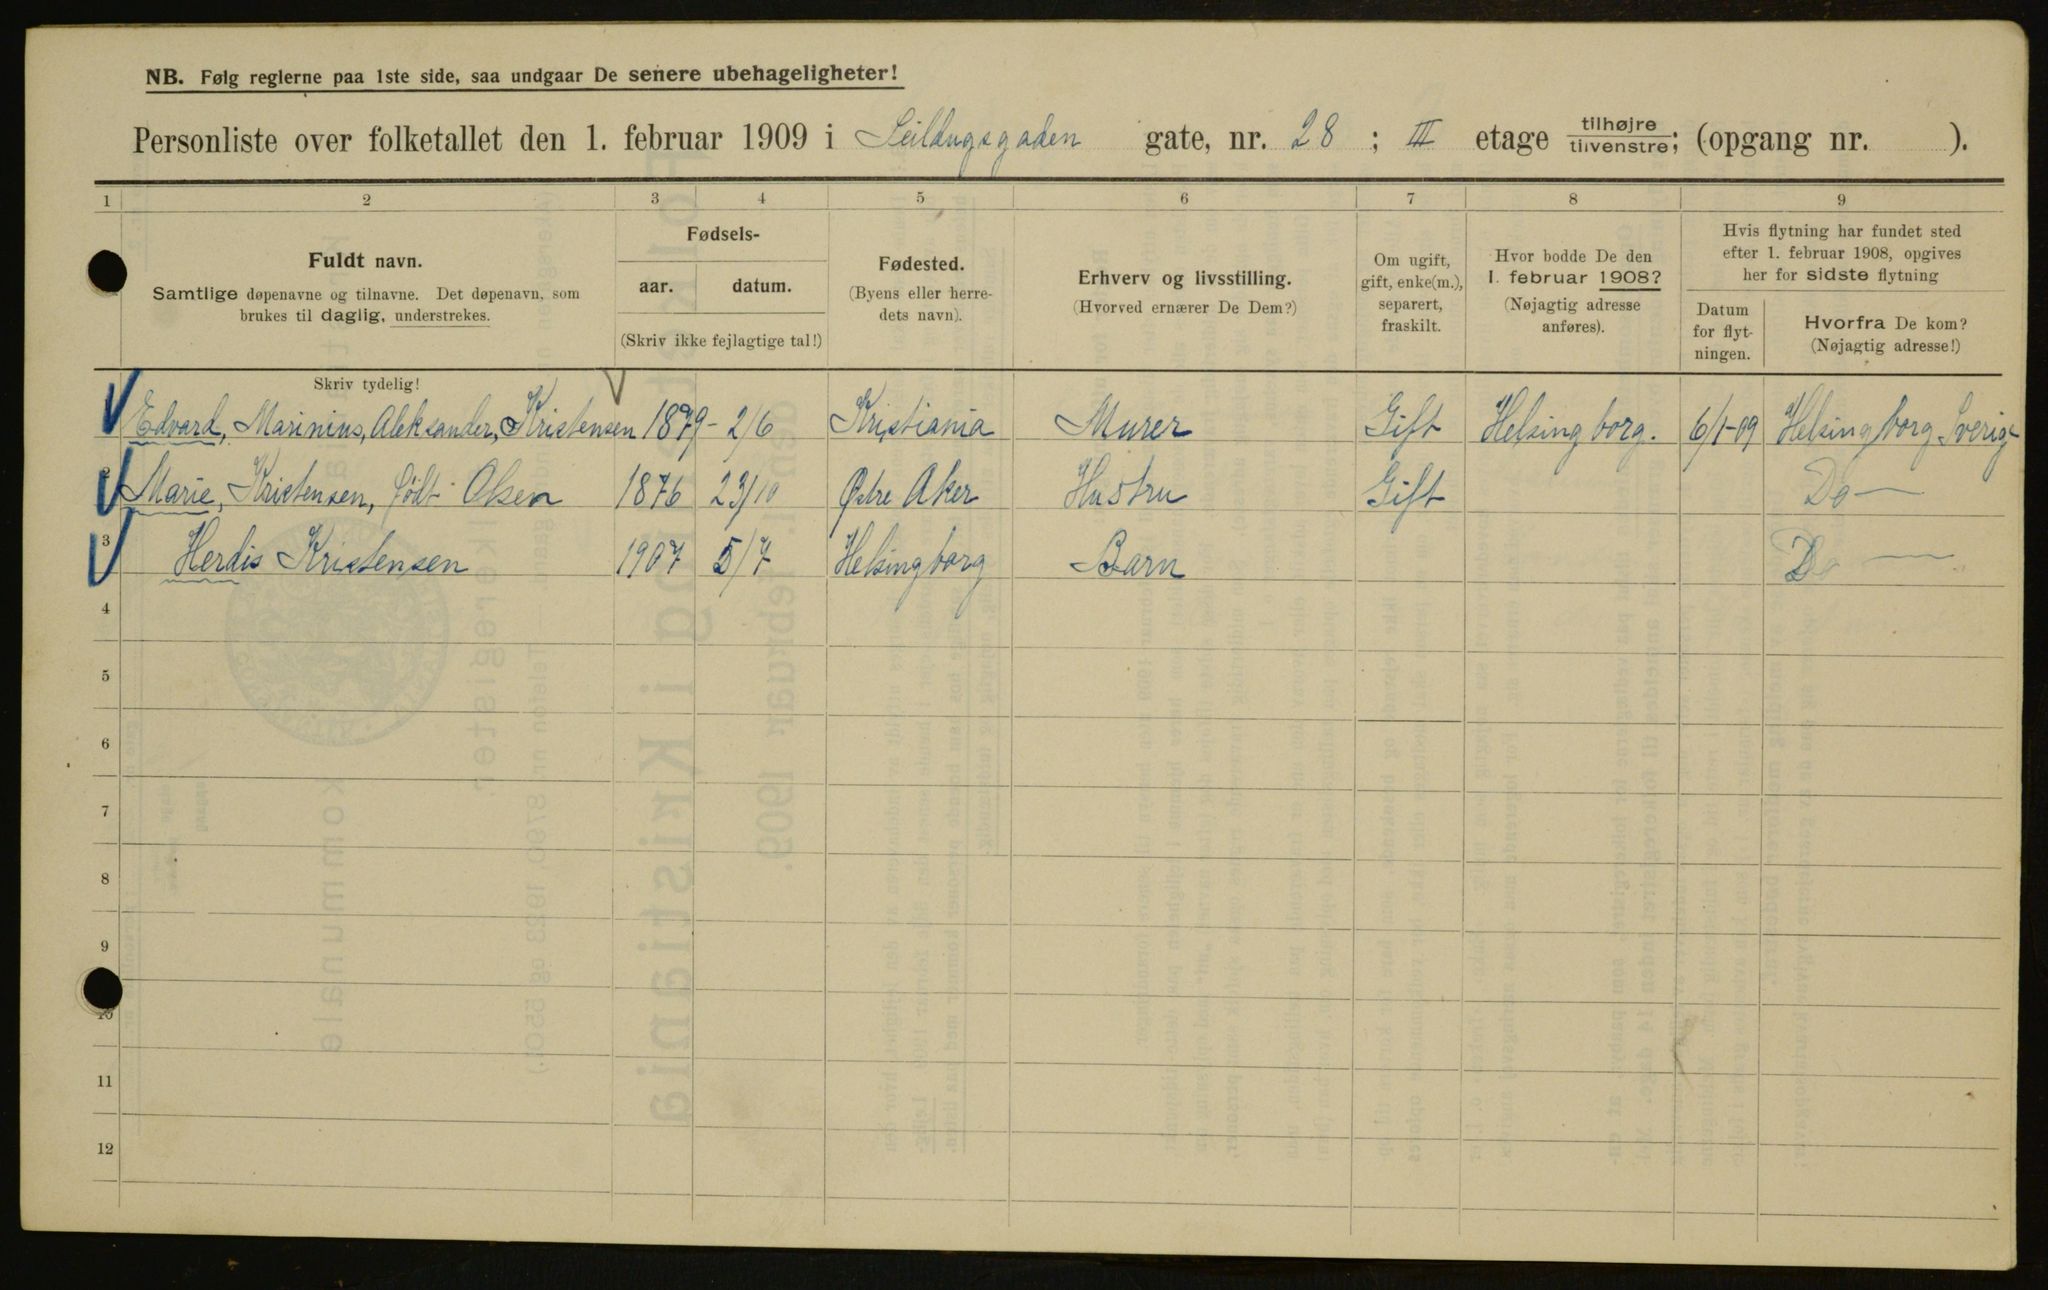 NB. Følg reglerne paa 1ste side, saa undgaar De senere ubehageligheter!
Personliste over folketallet den 1. februar 1909 i Seildugsgaden gate, nr. 28 ; III etage tilhøjre tilvenstre; (opgang nr. ).
1 2 3 4 5 6 7 8 9
Fuldt navn.
Samtlige døpenavne og tilnavne. Det døpenavn, som
brukes til daglig, understrekes.
Fødsels-
aar. datum.
(Skriv ikke fejlagtige tal!)
Fødested.
(Byens eller herre-
dets navn).
Erhverv og livsstilling.
(Hvorved ernærer De Dem?)
Om ugift,
gift, enke(m.),
separert,
fraskilt.
Hvor bodde De den
1. februar 1908?
(Nøjagtig adresse
anføres).
Hvis flytning har fundet sted
efter 1. februar 1908, opgives
her for sidste flytning
Datum
for flyt-
ningen.
Hvorfra De kom?
(Nøjagtig adresse!)
Skriv tydelig!
Edvard, Marinius, Aleksander, Kristensen 1879 - 2/6 Kristiania Murer Gift Helsingborg. 6/1-09 Helsingborg Sverige
2 Marie, Kristensen, födt Olsen 1876 23/10 Østre Aker Hustru Gift Do —
3 Herdis Kristensen 1907 5/7 Helsingborg Barn Do —
4
5
6
7
8
9
10
11
12